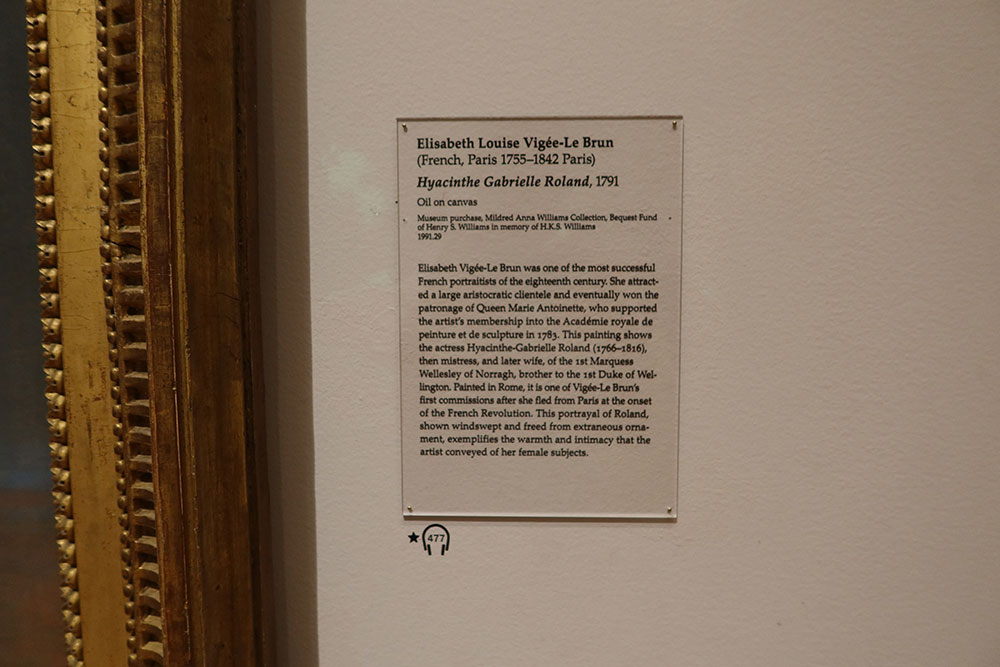 Elisabeth Louise Vigée-Le Brun
(French, Paris 1755–1842 Paris)
Hyacinthe Gabrielle Roland, 1791
Oil on canvas
Museum purchase, Mildred Anna Williams Collection, Bequest Fund
of Henry S. Williams in memory of H.K.S. Williams
1991.29
Elisabeth Vigée-Le Brun was one of the most successful
French portraitists of the eighteenth century. She attract-
ed a large aristocratic clientele and eventually won the
patronage of Queen Marie Antoinette, who supported
the artist's membership into the Académie royale de
peinture et de sculpture in 1783. This painting shows
the actress Hyacinthe-Gabrielle Roland (1766–1816),
then mistress, and later wife, of the 1st Marquess
Wellesley of Norragh, brother to the 1st Duke of Wel-
lington. Painted in Rome, it is one of Vigée-Le Brun's
first commissions after she fled from Paris at the onset
of the French Revolution. This portrayal of Roland,
shown windswept and freed from extraneous orna-
ment, exemplifies the warmth and intimacy that the
artist conveyed of her female subjects.
477